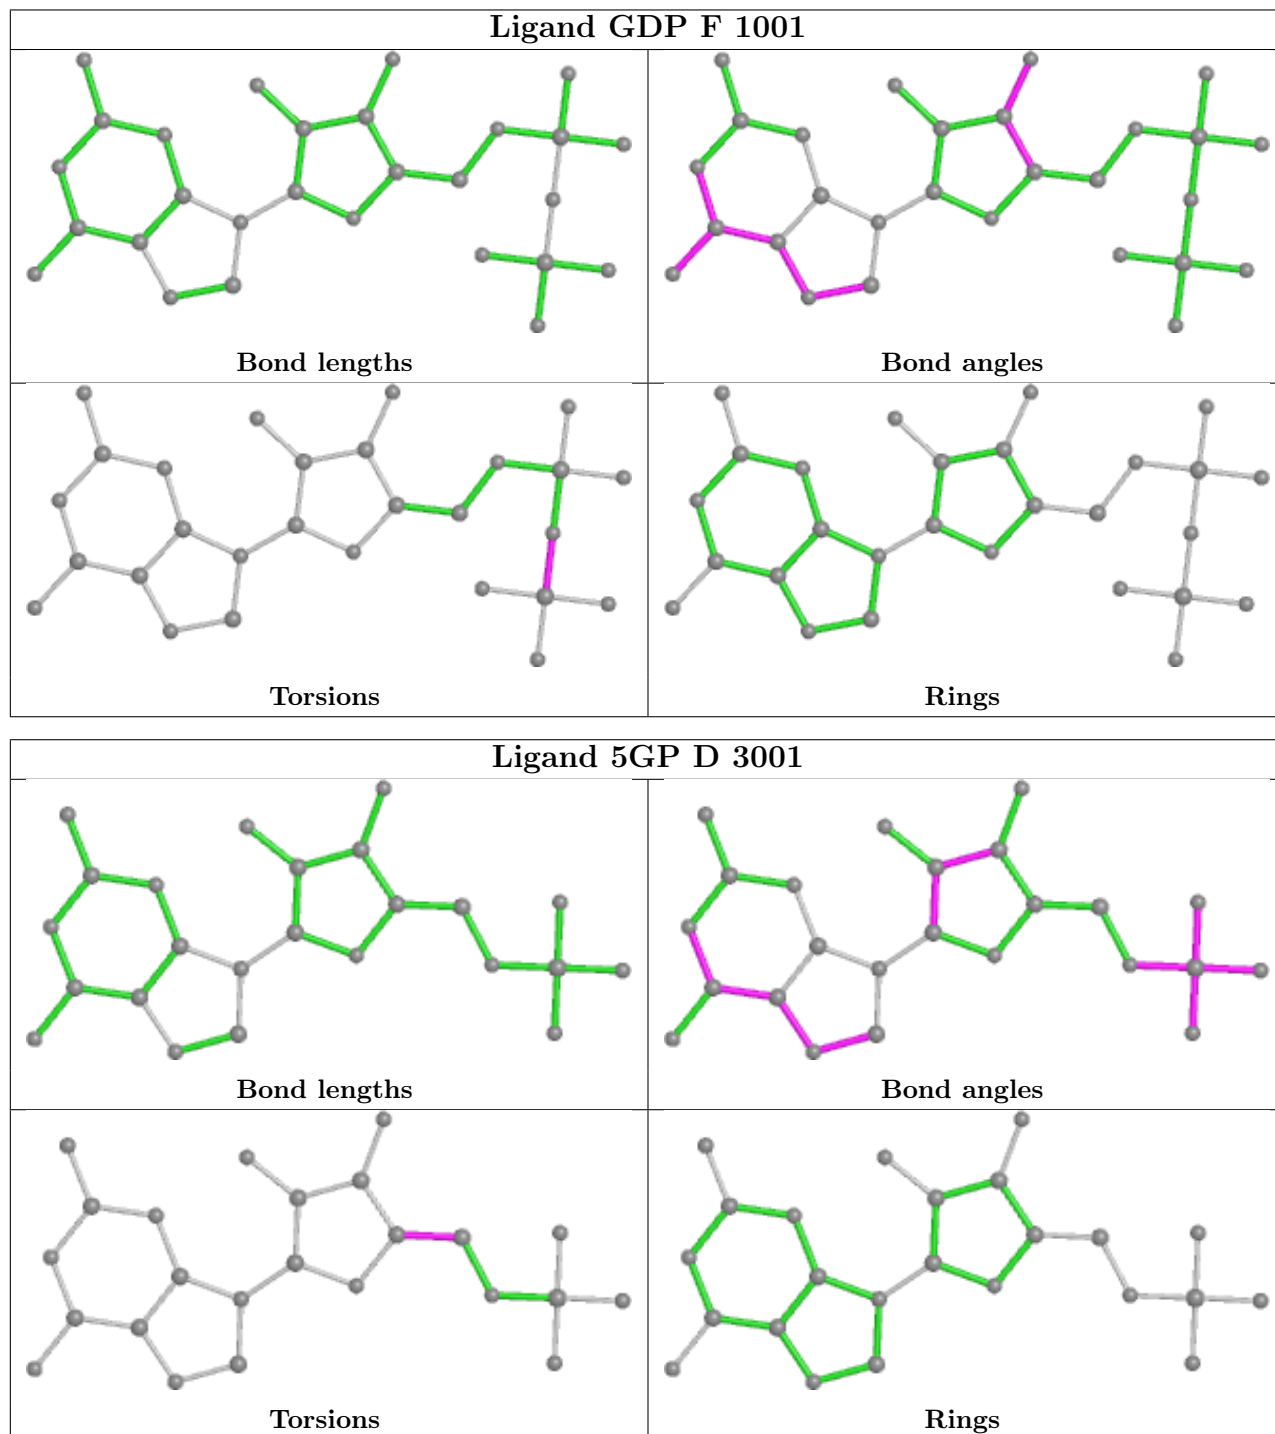 Ligand GDP F 1001
Bond lengths
Bond angles
Torsions
Rings
Ligand 5GP D 3001
Bond lengths
Bond angles
Torsions
Rings